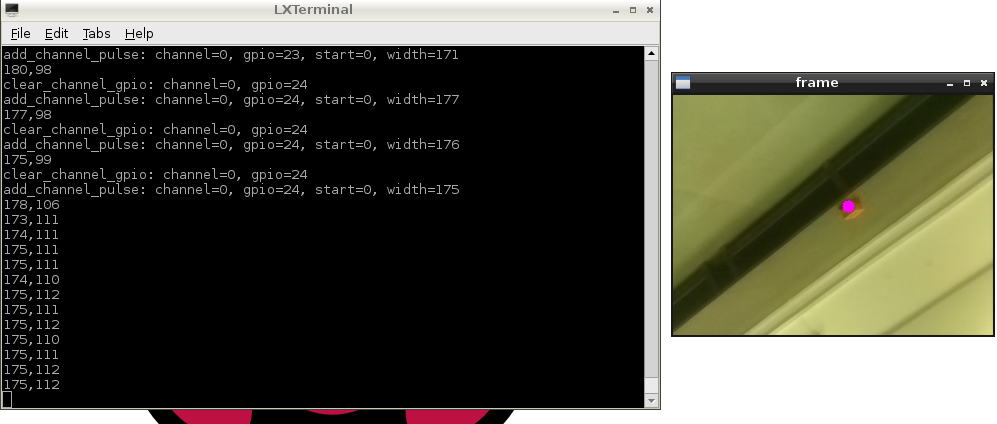 LXTerminal
File Edit Tabs Help
add_channel_pulse: channel=0, gpio=23, start=0, width=171
180,98
clear_channel_gpio: channel=0, gpio=24
add_channel_pulse: channel=0, gpio=24, start=0, width=177
177,98
clear_channel_gpio: channel=0, gpio=24
add_channel_pulse: channel=0, gpio=24, start=0, width=176
175,99
clear_channel_gpio: channel=0, gpio=24
add_channel_pulse: channel=0, gpio=24, start=0, width=175
178,106
173,111
174,111
175,111
175,111
174,110
175,112
175,111
175,112
175,110
175,111
175,112
175,112
frame